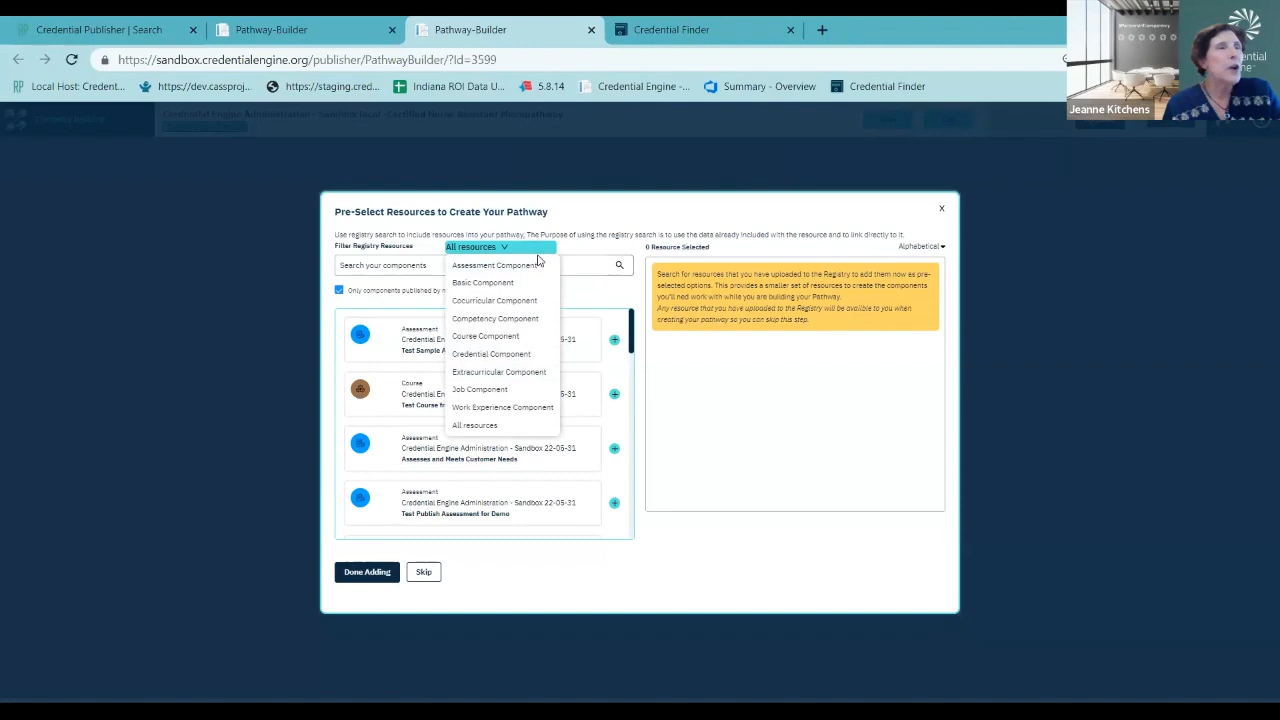 Credential Publisher | Search
Pathway-Builder
Pathway-Builder
Credential Finder
https://sandbox.credentialengine.org/publisher/PathwayBuilder/?Id=3599
Local Host: Credent...
https://dev.cassproj...
https://staging.cred...
Indiana ROI Data U...
5.8.14
Credential Engine -...
Summary - Overview
Credential Finder
Jeanne Kitchens
Pre-Select Resources to Create Your Pathway
X
Use registry search to include resources into your pathway, The Purpose of using the registry search is to use the data already included with the resource and to link directly to it.
Filter Registry Resources
All resources
0 Resource Selected
Alphabetical
Search your components
Only components published by
Assessment Component
Basic Component
Cocurricular Component
Competency Component
Course Component
Credential Component
Extracurricular Component
Job Component
Work Experience Component
All resources
Assessment
Credential Engine
-31
Test Sample A
Course
Credential Engine
-31
Test Course
Assessment
Credential Engine Administration - Sandbox 22-05-31
Assesses and Meets Customer Needs
Assessment
Credential Engine Administration - Sandbox 22-05-31
Test Publish Assessment for Demo
Search for resources that you have uploaded to the Registry to add them now as pre-
selected options. This provides a smaller set of resources to create the components
you'll ned work with while you are building your Pathway.
Any resource that you have uploaded to the Registry will be availible to you when
creating your pathway so you can skip this step.
Done Adding
Skip